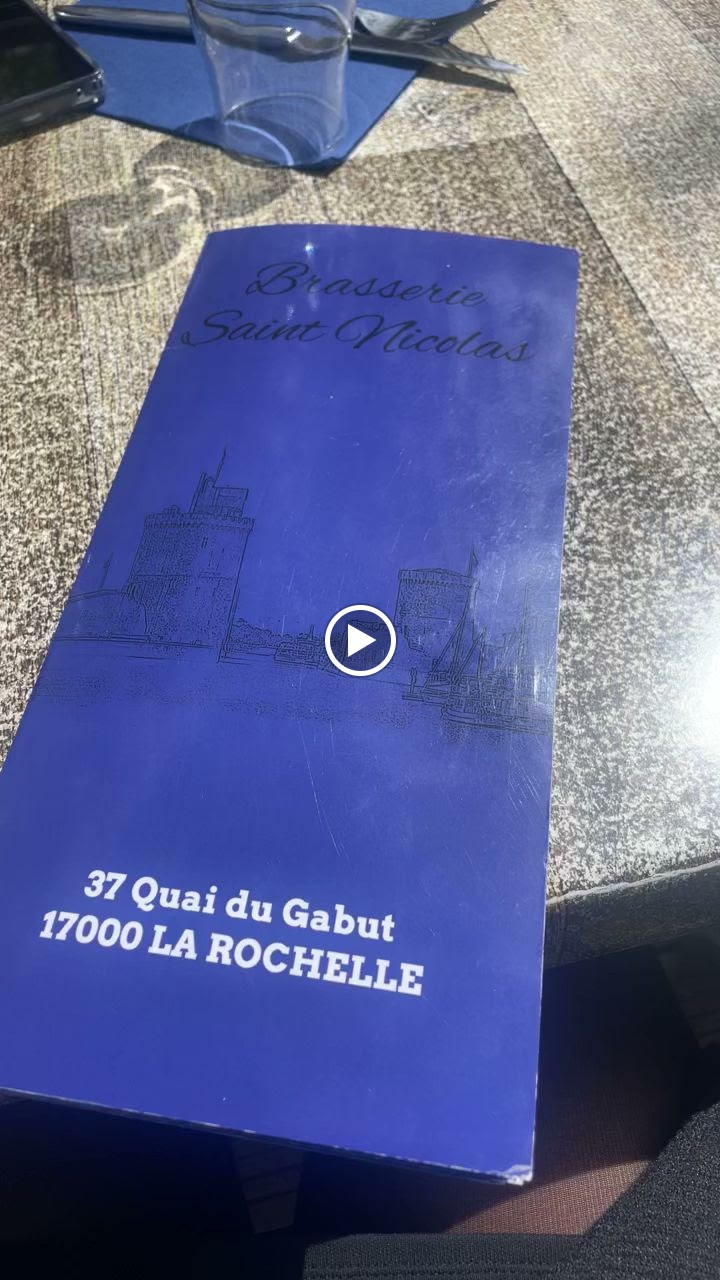 Brasserie
Saint Nicolas
37 Quai du Gabut
17000 LA ROCHELLE